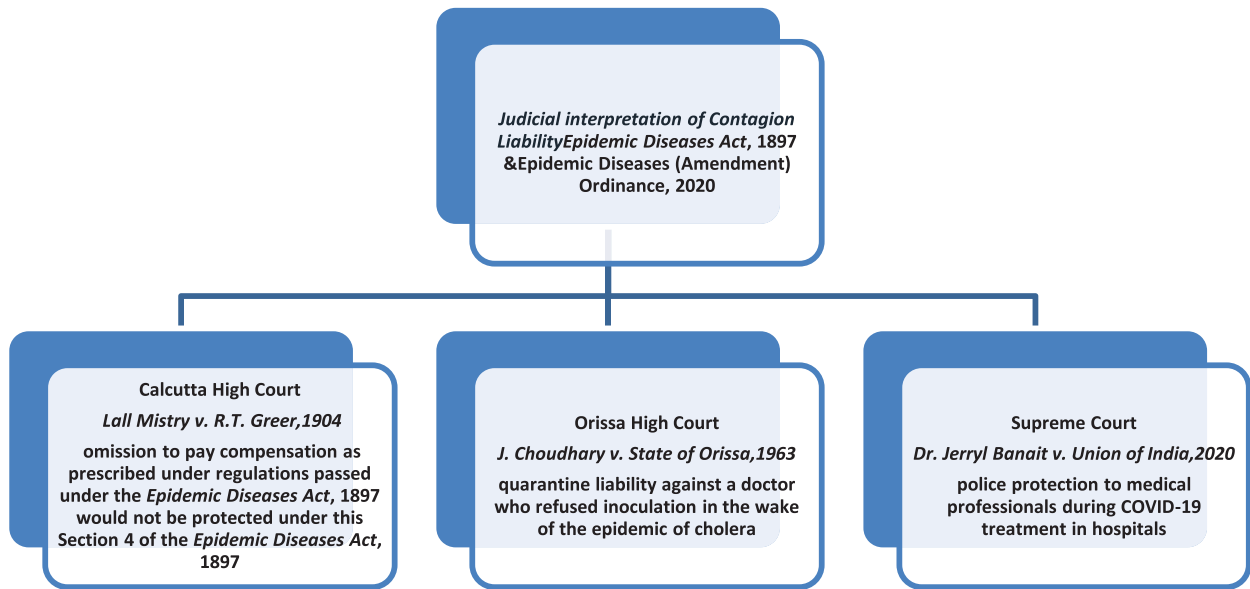 Judicial interpretation of Contagion
LiabilityEpidemic Diseases Act, 1897
&Epidemic Diseases (Amendment)
Ordinance, 2020
Calcutta High Court
Lall Mistry v. R.T. Greer,1904
omission to pay compensation as
prescribed under regulations passed
under the Epidemic Diseases Act, 1897
would not be protected under this
Section 4 of the Epidemic Diseases Act,
1897
Orissa High Court
J. Choudhary v. State of Orissa,1963
quarantine liability against a doctor
who refused inoculation in the wake
of the epidemic of cholera
Supreme Court
Dr. Jerryl Banait v. Union of India,2020
police protection to medical
professionals during COVID-19
treatment in hospitals